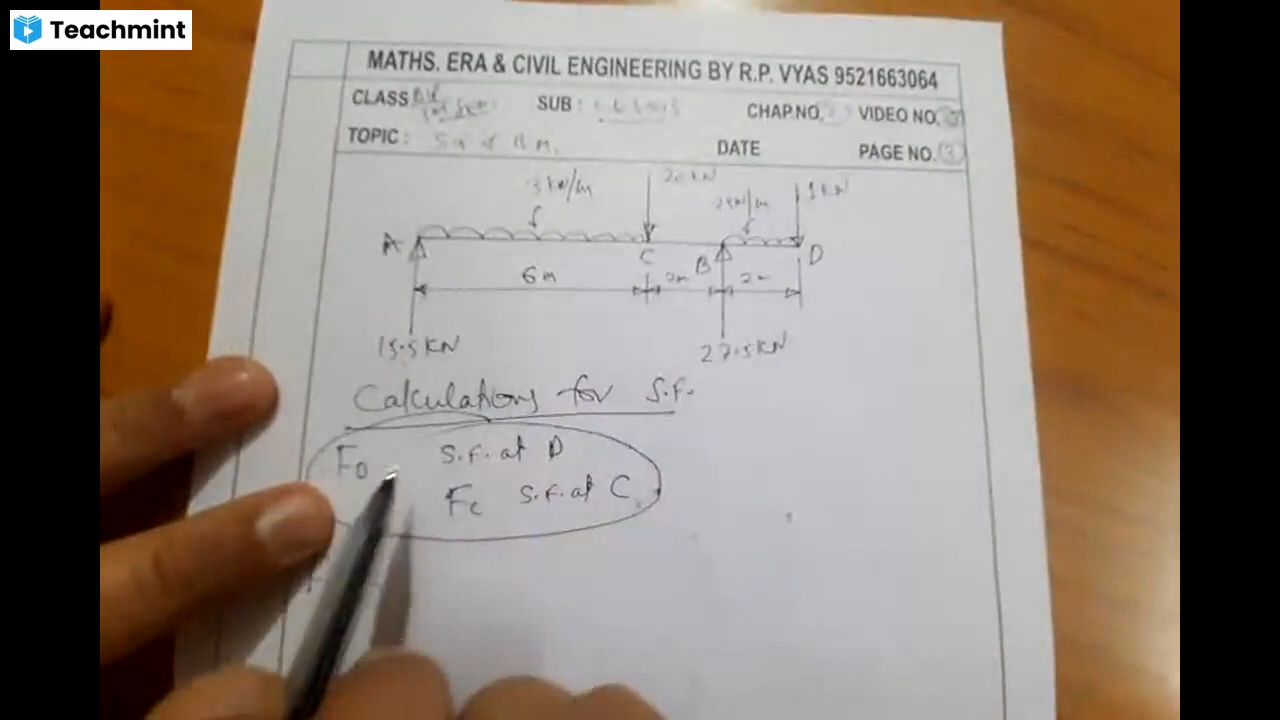 Teachmint
MATHS. ERA & CIVIL ENGINEERING BY R.P. VYAS 9521663064
CLASS SUB : CHAP.NO. VIDEO NO.
TOPIC : DATE PAGE NO.
3 kN/m 20 kN 2 kN/m 1 kN
A C B D
6 m 2m 2m
15.5 KN 27.5 KN
Calculations for S.F.
FD S.F. at D
Fc S.F. at C